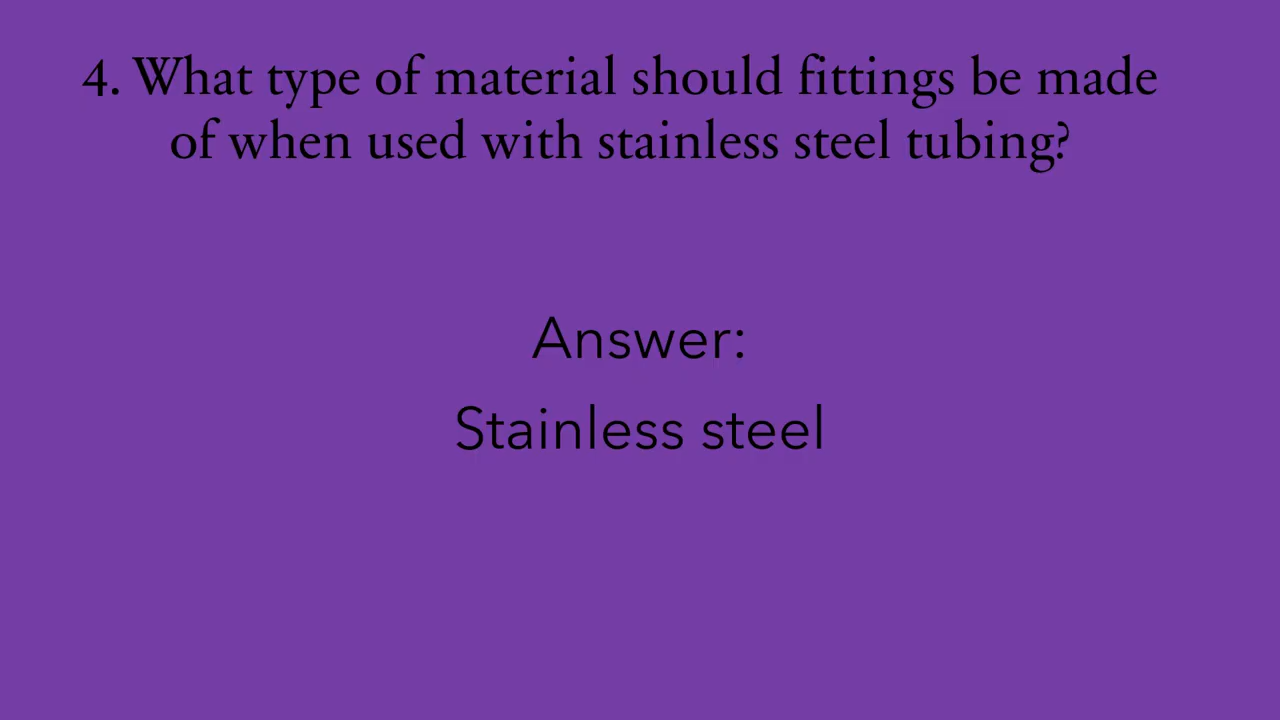 4. What type of material should fittings be made
of when used with stainless steel tubing?
Answer:
Stainless steel